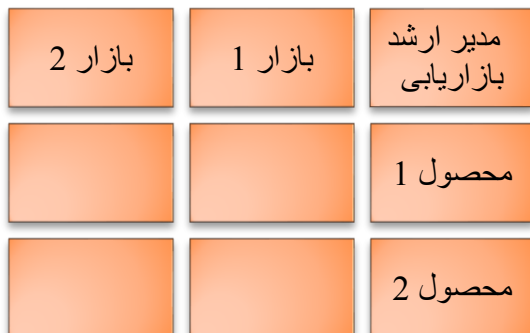 مدیر ارشد
بازاریابی
بازار 1
بازار 2
محصول 1
محصول 2